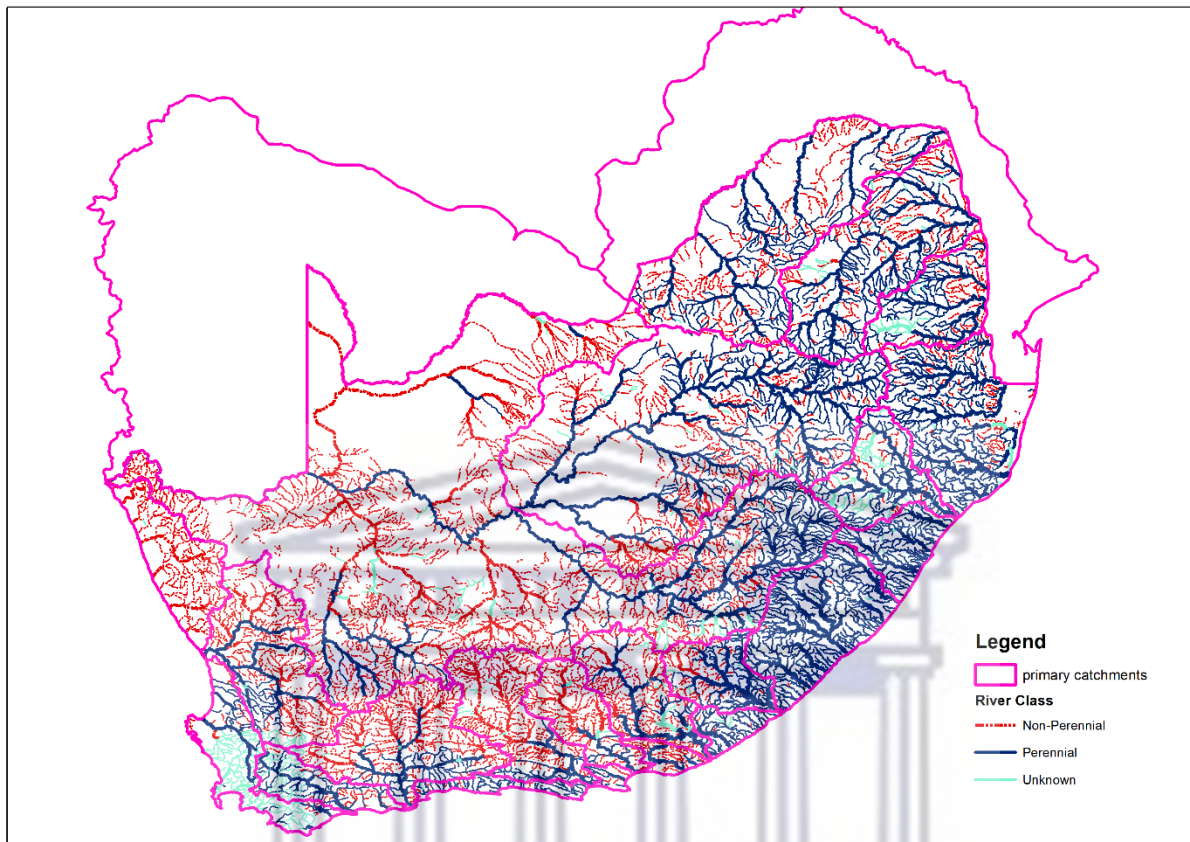 Legend
primary catchments
River Class
Non-Perennial
Perennial
Unknown